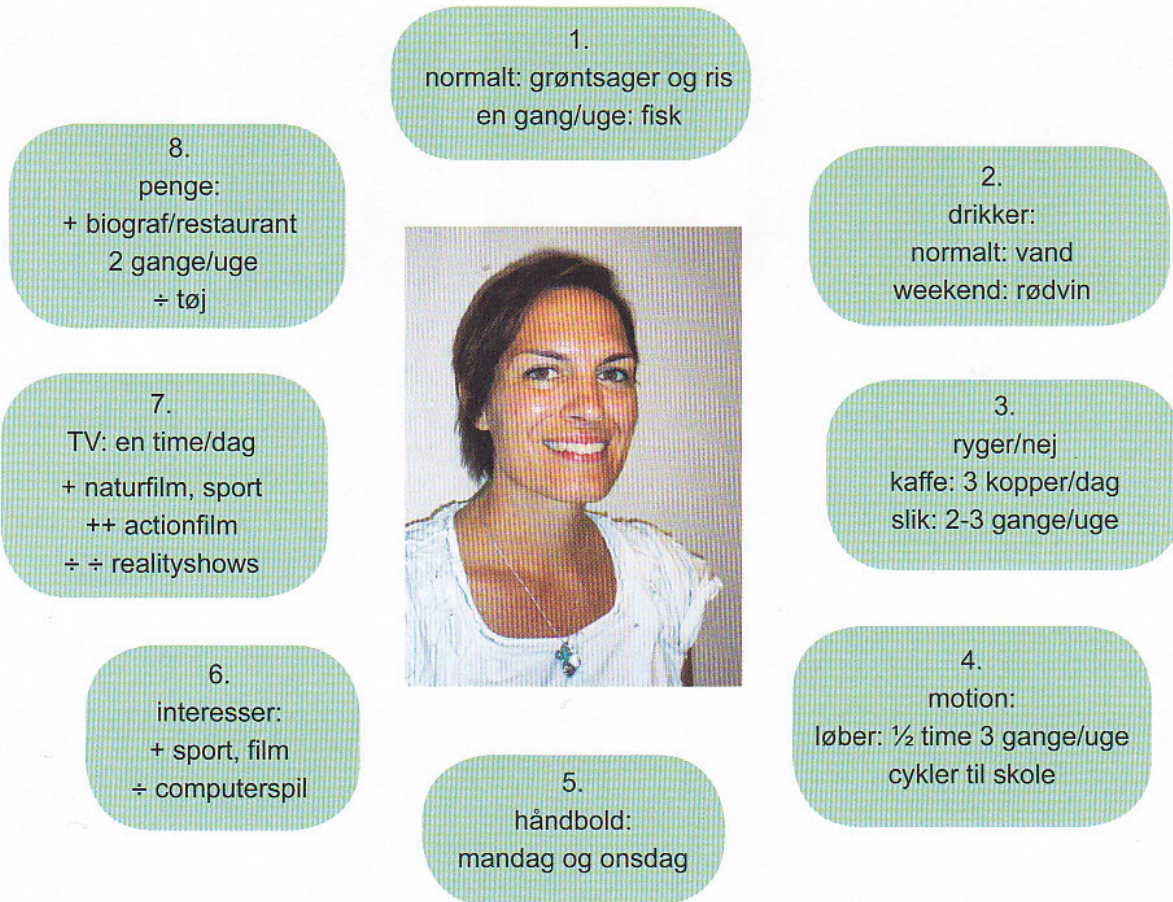 1.
normalt: grøntsager og ris
en gang/uge: fisk
2.
drikker:
normalt: vand
weekend: rødvin
3.
ryger/nej
kaffe: 3 kopper/dag
slik: 2-3 gange/uge
4.
motion:
løber: ½ time 3 gange/uge
cykler til skole
5.
håndbold:
mandag og onsdag
6.
interesser:
+ sport, film
÷ computerspil
7.
TV: en time/dag
+ naturfilm, sport
++ actionfilm
÷ ÷ realityshows
8.
penge:
+ biograf/restaurant
2 gange/uge
÷ tøj